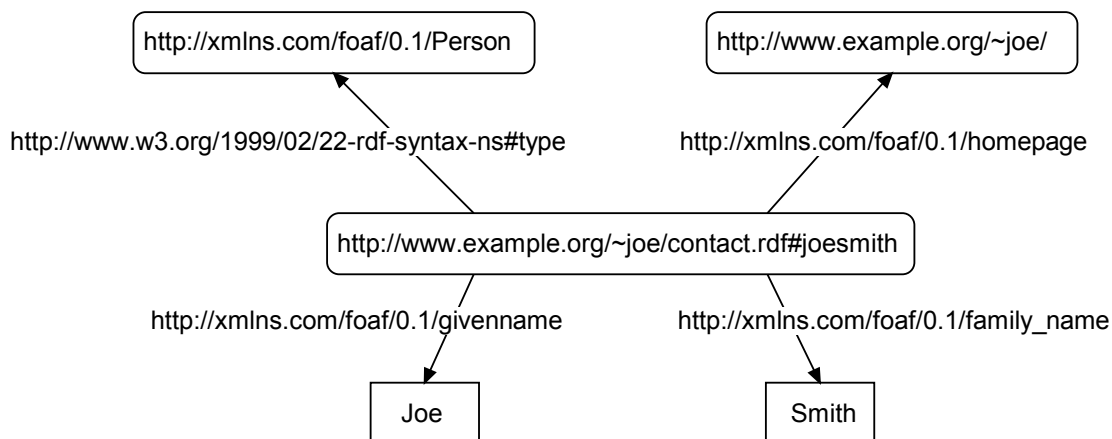 http://xmlns.com/foaf/0.1/Person
http://www.example.org/~joe/
http://www.w3.org/1999/02/22-rdf-syntax-ns#type
http://xmlns.com/foaf/0.1/homepage
http://www.example.org/~joe/contact.rdf#joesmith
http://xmlns.com/foaf/0.1/givenname
http://xmlns.com/foaf/0.1/family_name
Joe
Smith